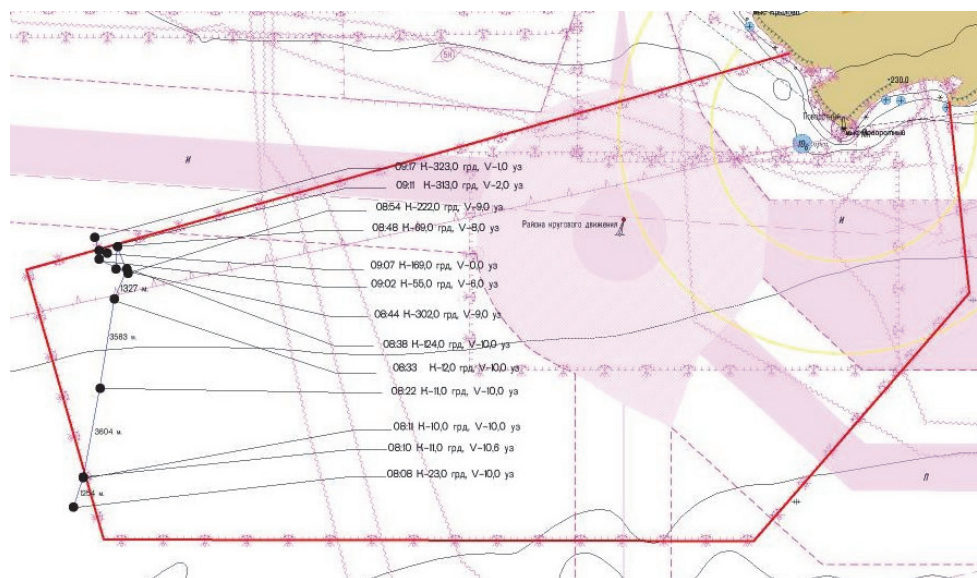 мыс Крылова
58
-230,0
Поворотный
мыс Поворотный
И
09:17 К-323,0 грд, V-1,0 уз
09:11 К-313,0 грд, V-2,0 уз
08:54 К-222,0 грд, V-9,0 уз
08:48 К-69,0 грд, V-8,0 уз
Района кругового движения
И
09:07 К-169,0 грд, V-0,0 уз
09:02 К-55,0 грд, V-6,0 уз
1327 м.
08:44 К-302,0 грд, V-9,0 уз
3583 м.
08:38 К-124,0 грд, V-10,0 уз
08:33 К-12,0 грд, V-10,0 уз
08:22 К-11,0 грд, V-10,0 уз
3604 м.
08:11 К-10,0 грд, V-10,0 уз
08:10 К-11,0 грд, V-10,6 уз
08:08 К-23,0 грд, V-10,0 уз
П
1254 м.